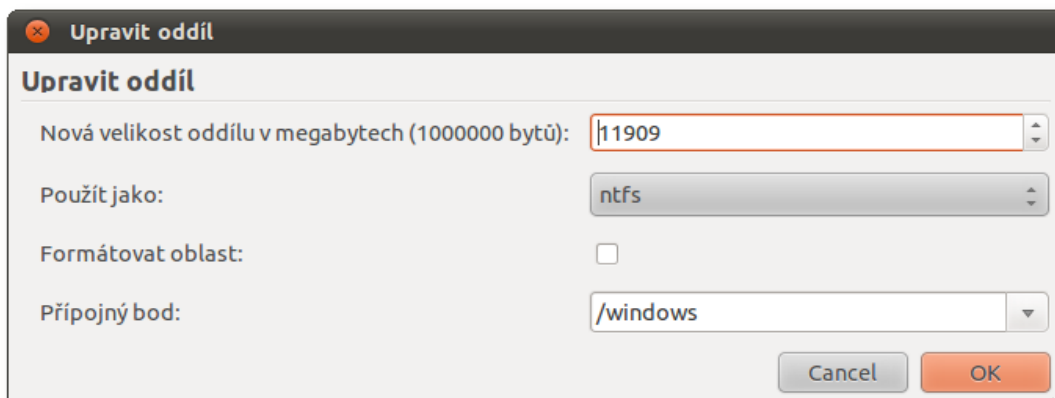 Upravit oddíl
Upravit oddíl
Nová velikost oddílu v megabytech (1000000 bytů): 11909
Použít jako: ntfs
Formátovat oblast:
Přípojný bod: /windows
Cancel OK